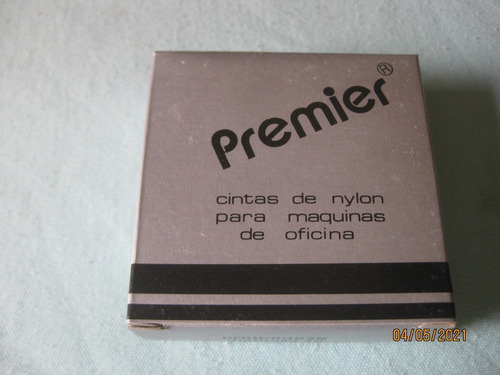 Premier®
cintas de nylon
para maquinas
de oficina
04/05/2021